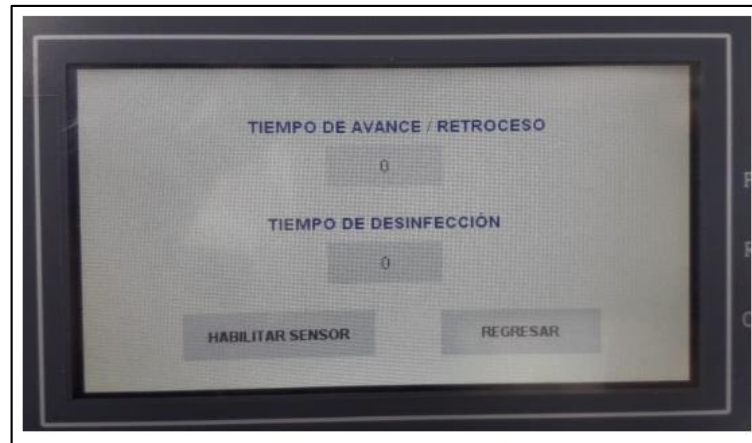 TIEMPO DE AVANCE / RETROCESO
0
TIEMPO DE DESINFECCIÓN
0
HABILITAR SENSOR
REGRESAR